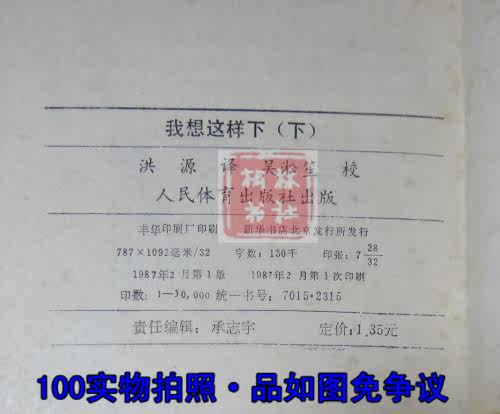 我想这样下（下）
洪 源 译 吴淞笙 校
人民体育出版社出版
丰华印刷厂印刷 新华书店北京发行所发行
787×1092毫米/32 字数：130千 印张：7 28/32
1987年2月第1版 1987年2月第1次印刷
印数：1—50,000 统一书号：7015·2315
责任编辑：承志宇 定价：1.35元
100实物拍照·品如图免争议